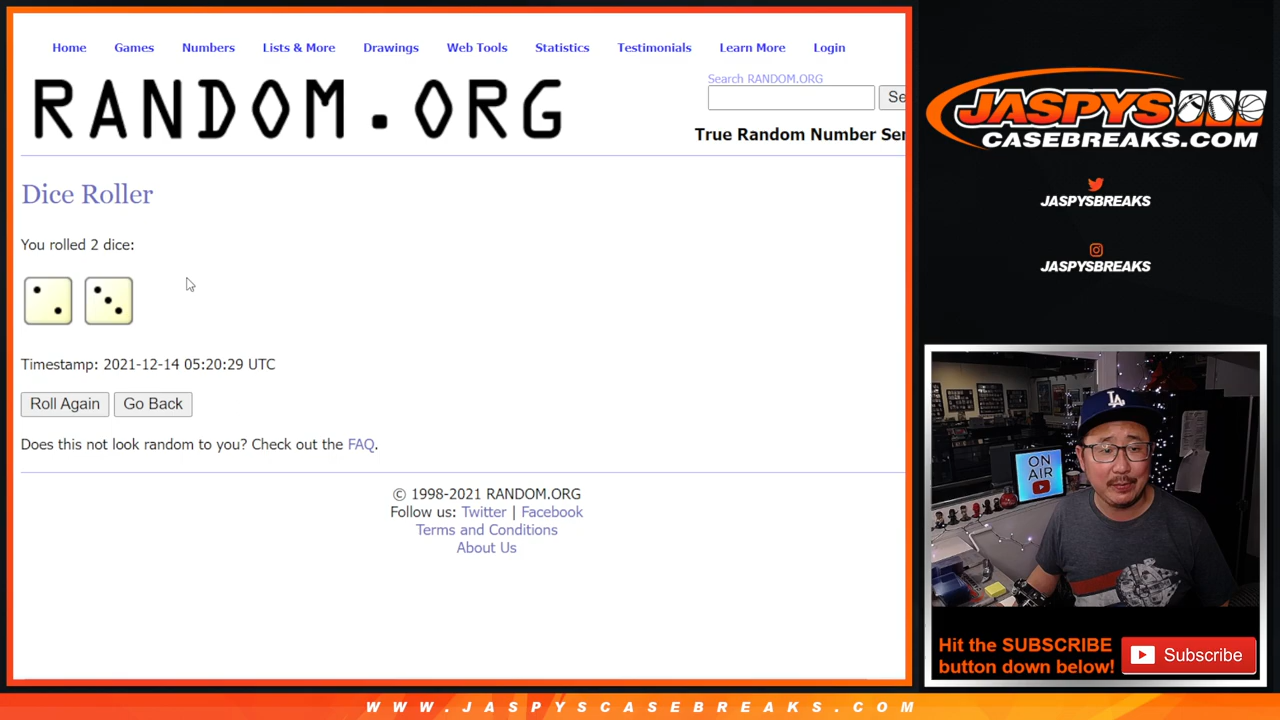 Home Games Numbers Lists & More Drawings Web Tools Statistics Testimonials Learn More Login
RANDOM.ORG
Search RANDOM.ORG
Se
True Random Number Ser
Dice Roller
You rolled 2 dice:
Timestamp: 2021-12-14 05:20:29 UTC
Roll Again Go Back
Does this not look random to you? Check out the FAQ.
© 1998-2021 RANDOM.ORG
Follow us: Twitter | Facebook
Terms and Conditions
About Us
JASPYS
CASEBREAKS.COM
JASPYSBREAKS
JASPYSBREAKS
LA
ON
AIR
Hit the SUBSCRIBE
button down below!
Subscribe
WWW.JASPYSCASEBREAKS.COM